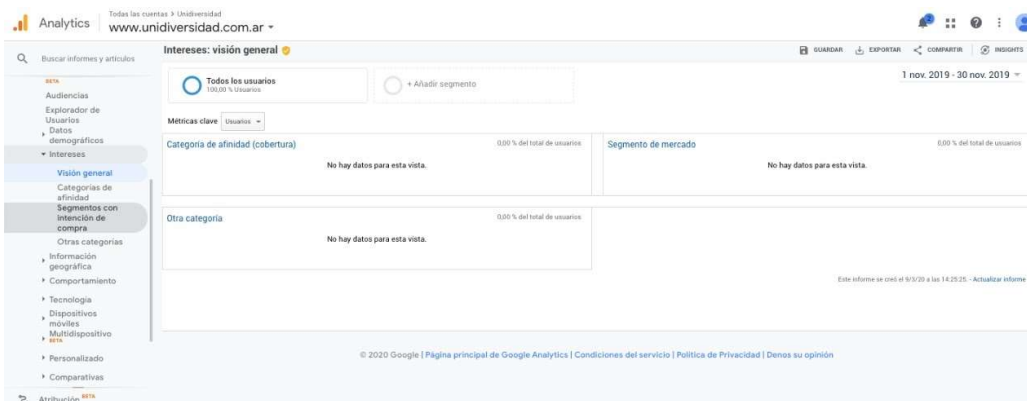 Analytics
Todas las cuentas > Unidiversidad
www.unidiversidad.com.ar
Buscar informes y artículos
BETA
Audiencias
Explorador de
Usuarios
Datos
demográficos
Intereses
Visión general
Categorías de
afinidad
Segmentos con
intención de
compra
Otras categorías
Información
geográfica
Comportamiento
Tecnología
Dispositivos
móviles
Multidispositivo
BETA
Personalizado
Comparativas
Atribución BETA
Intereses: visión general
GUARDAR EXPORTAR COMPARTIR INSIGHTS
1 nov. 2019 - 30 nov. 2019
Todos los usuarios
100,00 % Usuarios
+ Añadir segmento
Métricas clave Usuarios
Categoría de afinidad (cobertura) 0,00 % del total de usuarios
No hay datos para esta vista.
Segmento de mercado 0,00 % del total de usuarios
No hay datos para esta vista.
Otra categoría 0,00 % del total de usuarios
No hay datos para esta vista.
Este informe se creó el 9/3/20 a las 14:25:25. - Actualizar informe
© 2020 Google | Página principal de Google Analytics | Condiciones del servicio | Política de Privacidad | Denos su opinión